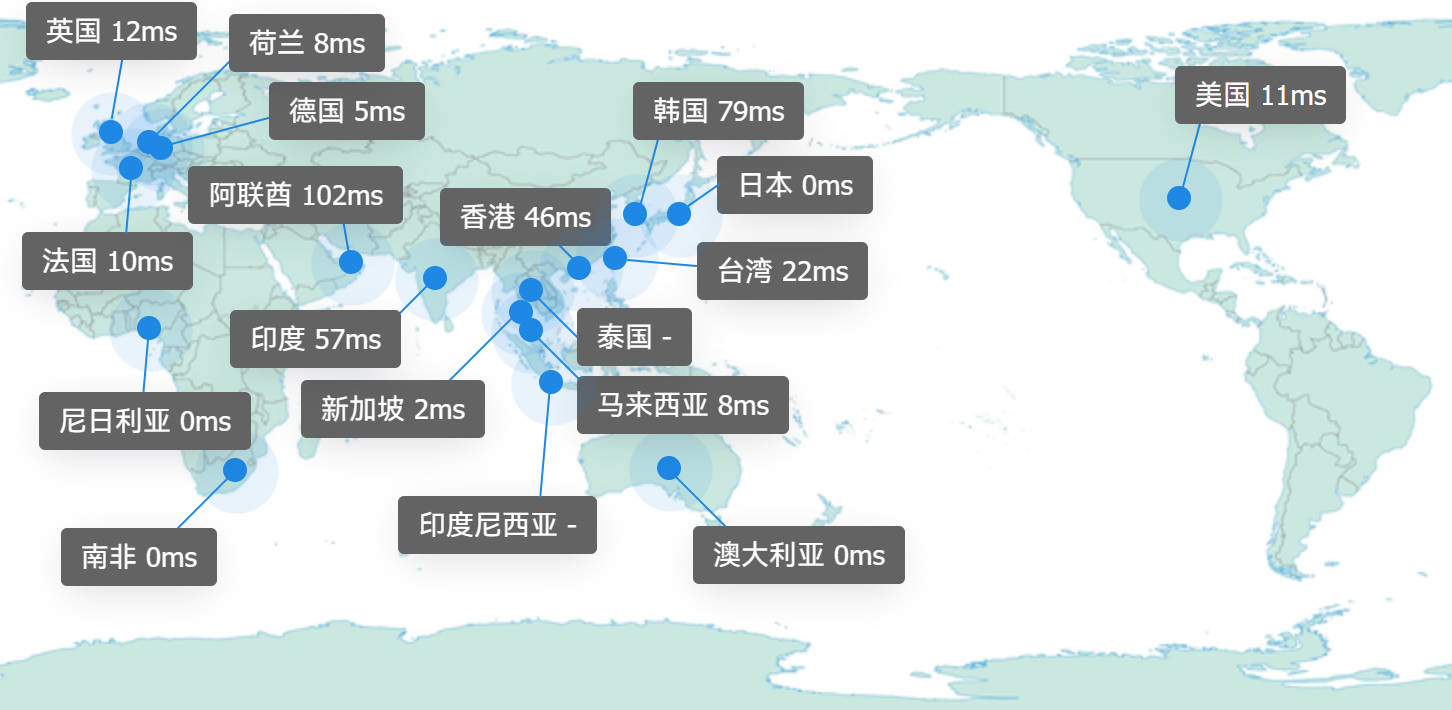 英国 12ms
荷兰 8ms
德国 5ms
韩国 79ms
美国 11ms
阿联酋 102ms
日本 0ms
香港 46ms
法国 10ms
台湾 22ms
印度 57ms
泰国 -
新加坡 2ms
马来西亚 8ms
尼日利亚 0ms
印度尼西亚 -
南非 0ms
澳大利亚 0ms